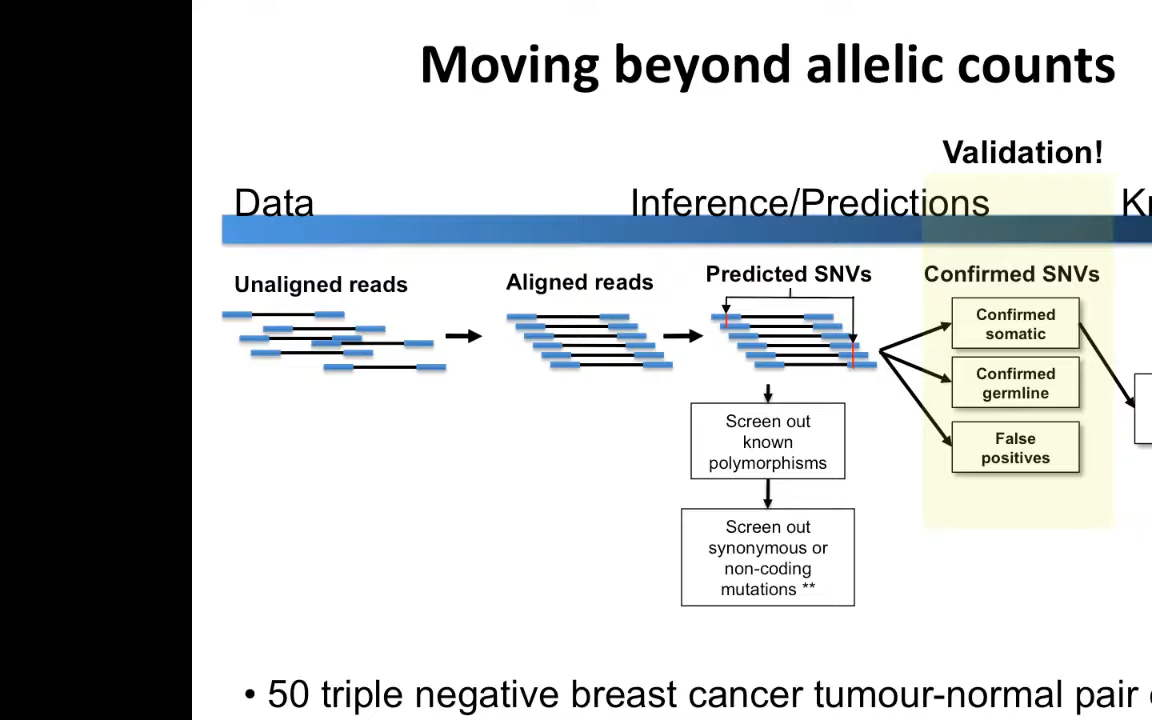 Moving beyond allelic counts
Validation!
Data
Inference/Predictions
Unaligned reads
Aligned reads
Predicted SNVs
Confirmed SNVs
Confirmed
somatic
Confirmed
germline
False
positives
Screen out
known
polymorphisms
Screen out
synonymous or
non-coding
mutations **
• 50 triple negative breast cancer tumour-normal pair